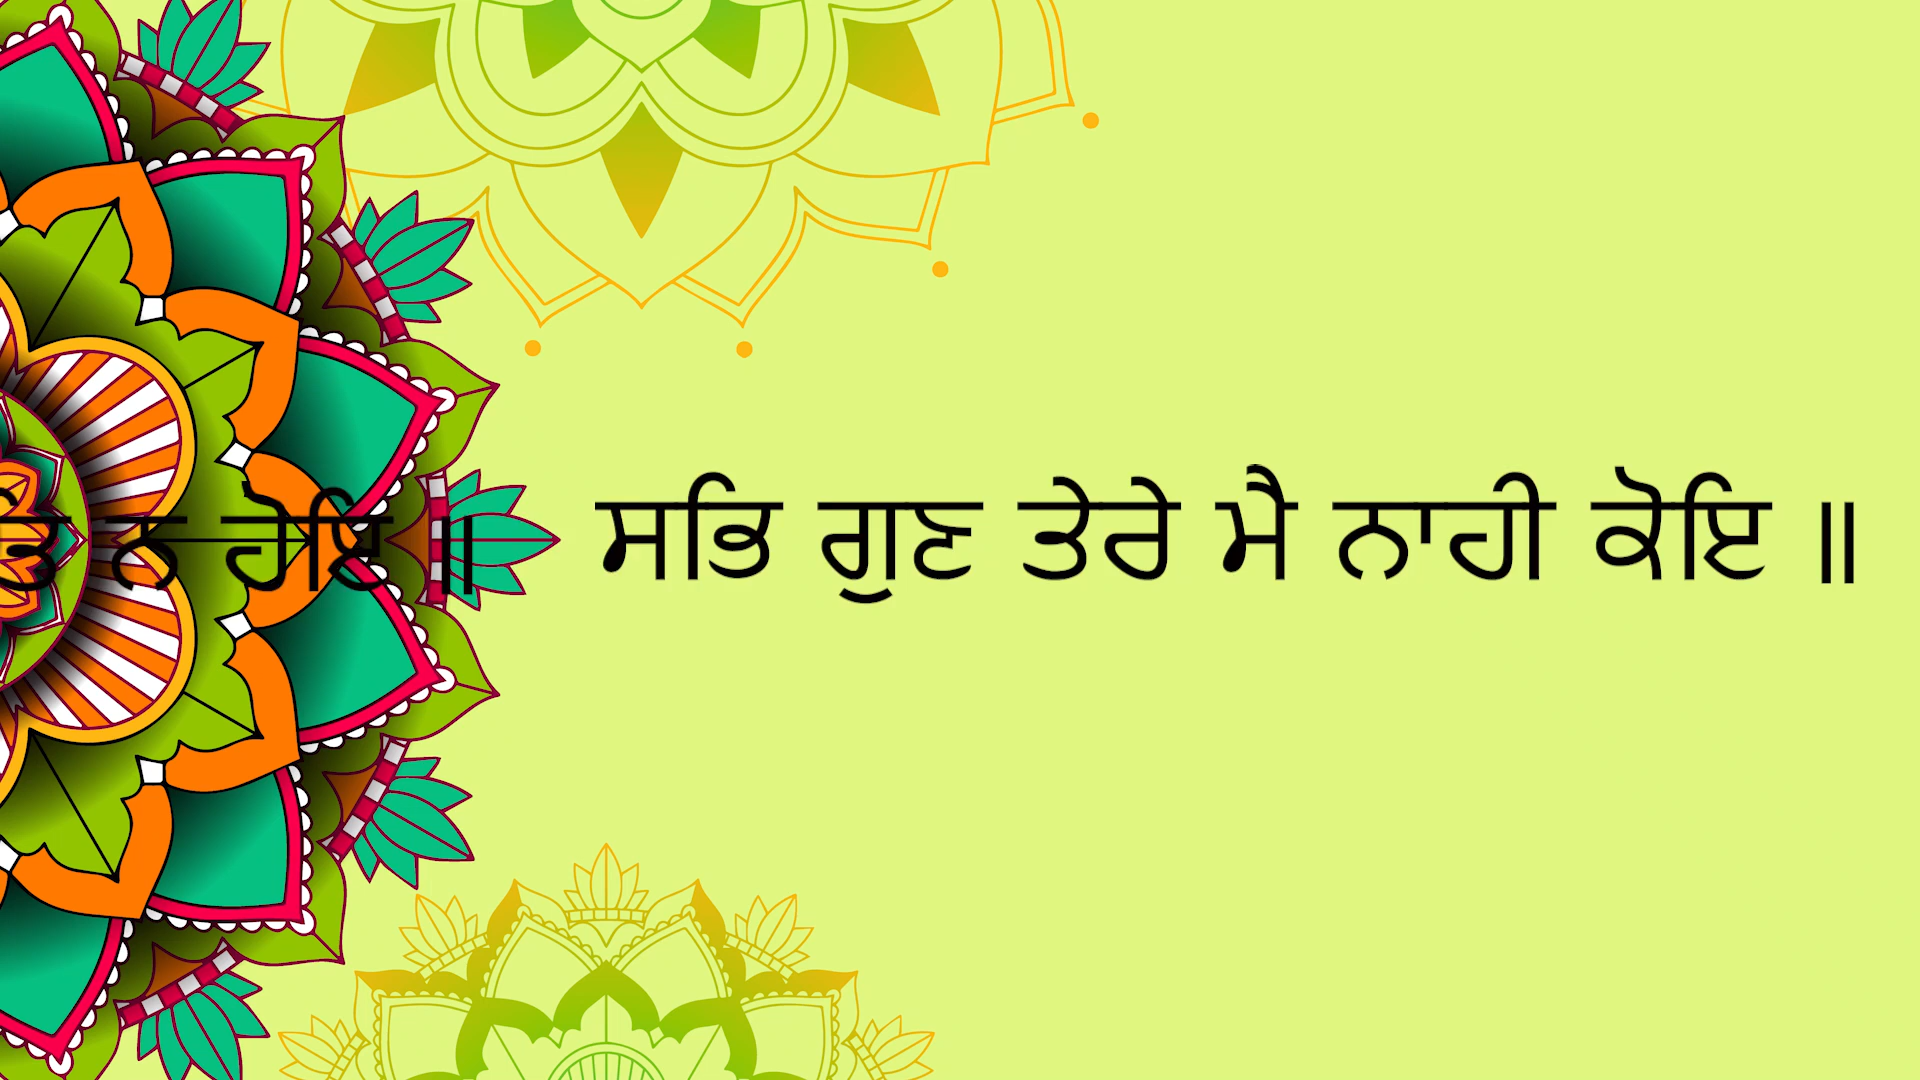 ਨ ਹੋਇ ॥ ਸਭਿ ਗੁਣ ਤੇਰੇ ਮੈ ਨਾਹੀ ਕੋਇ ॥